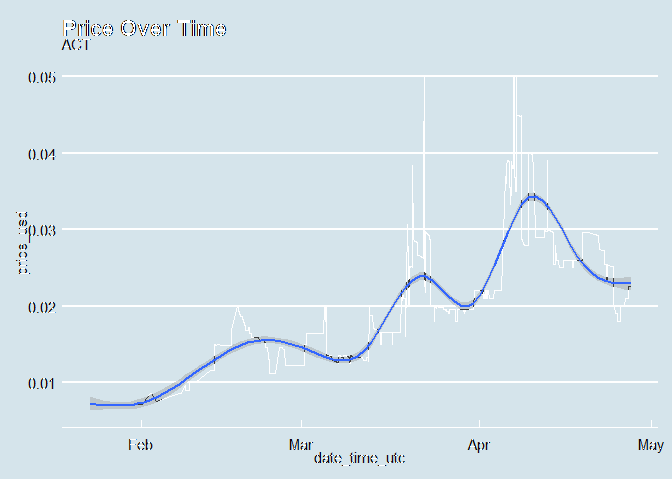 Price Over Time
ACT
0.05
0.04
0.03
0.02
0.01
price_usd
Feb
Mar
Apr
May
date_time_utc